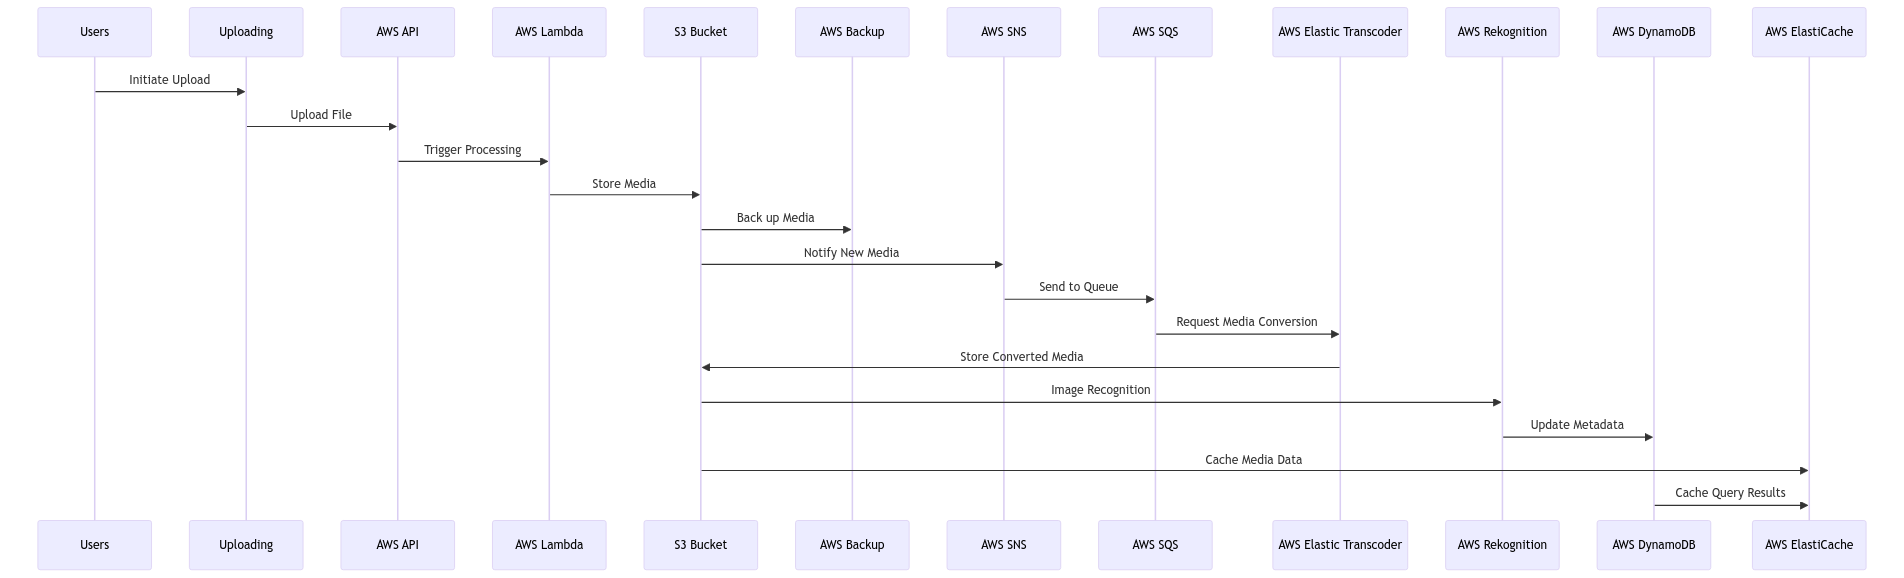 Users
Uploading
AWS API
AWS Lambda
S3 Bucket
AWS Backup
AWS SNS
AWS SQS
AWS Elastic Transcoder
AWS Rekognition
AWS DynamoDB
AWS ElastiCache
Initiate Upload
Upload File
Trigger Processing
Store Media
Back up Media
Notify New Media
Send to Queue
Request Media Conversion
Store Converted Media
Image Recognition
Update Metadata
Cache Media Data
Cache Query Results
Users
Uploading
AWS API
AWS Lambda
S3 Bucket
AWS Backup
AWS SNS
AWS SQS
AWS Elastic Transcoder
AWS Rekognition
AWS DynamoDB
AWS ElastiCache